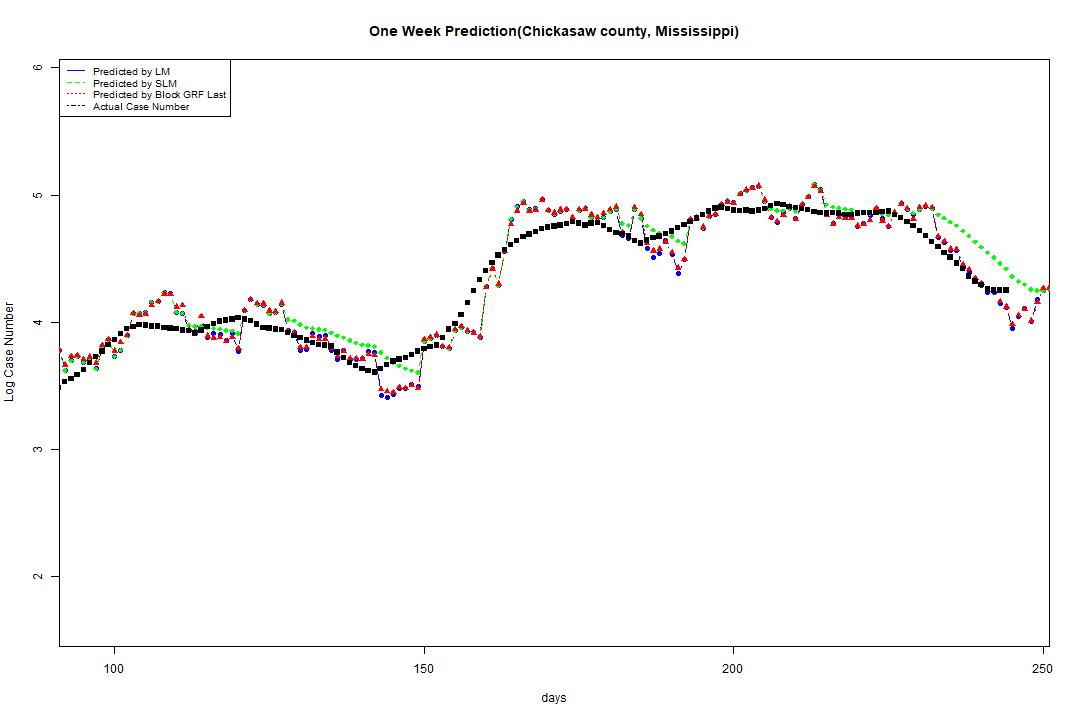 One Week Prediction(Chickasaw county, Mississippi)
Predicted by LM
Predicted by SLM
Predicted by Block GRF Last
Actual Case Number
Log Case Number
6
5
4
3
2
100 150 200 250
days